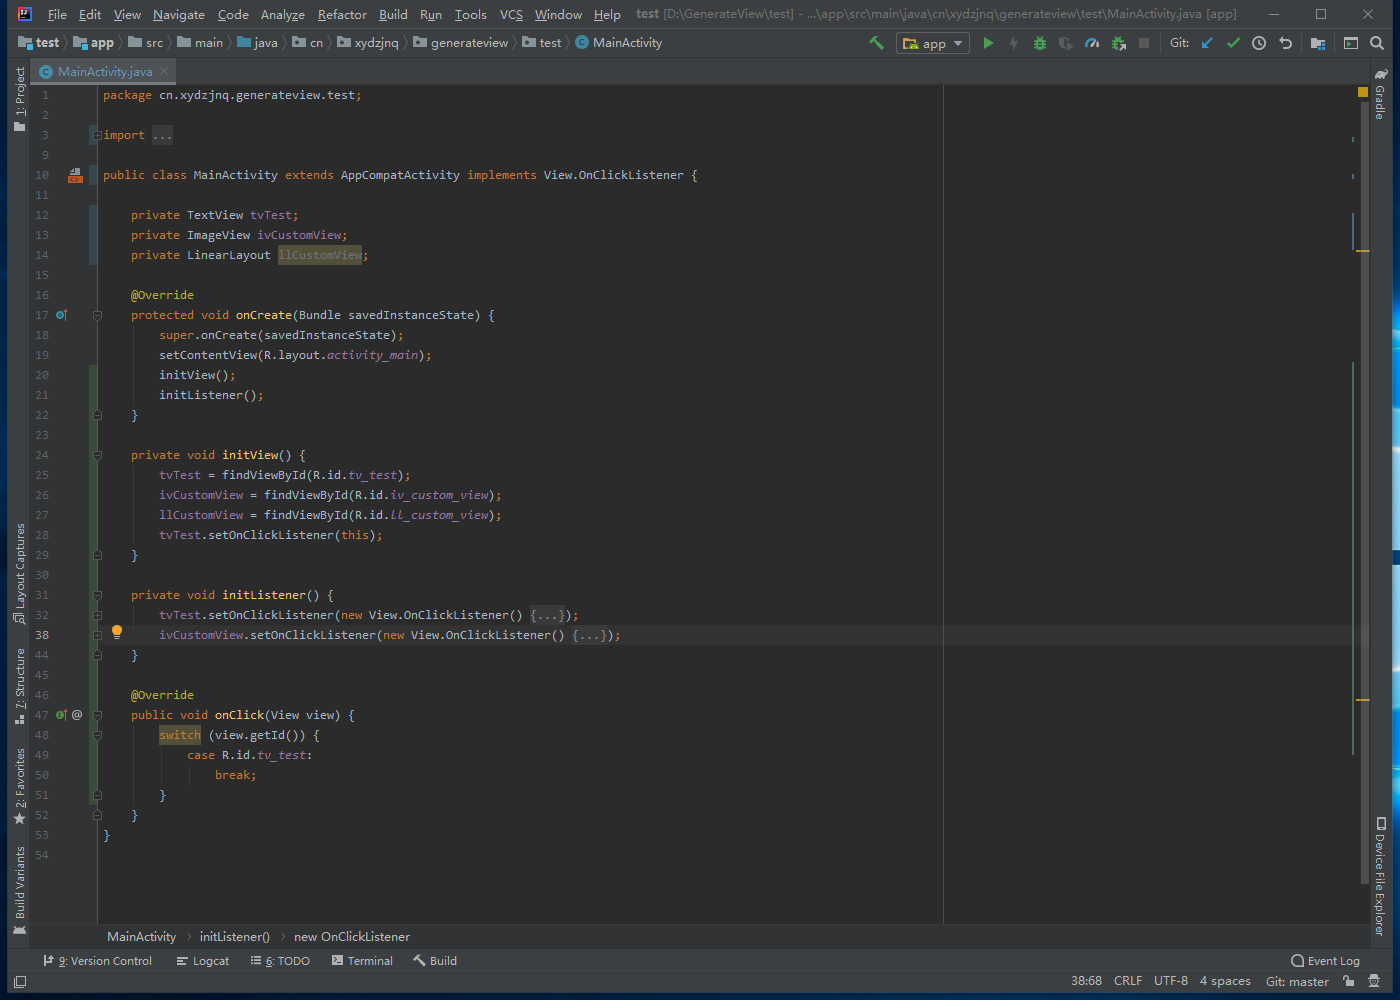 File Edit View Navigate Code Analyze Refactor Build Run Tools VCS Window Help test [D:\GenerateView\test] - ...\app\src\main\java\cn\xydzjnq\generateview\test\MainActivity.java [app]
test app src main java cn xydzjnq generateview test MainActivity app Git:
MainActivity.java
1 package cn.xydzjnq.generateview.test;
2
3 import ...
9
10 public class MainActivity extends AppCompatActivity implements View.OnClickListener {
11
12 private TextView tvTest;
13 private ImageView ivCustomView;
14 private LinearLayout llCustomView;
15
16 @Override
17 protected void onCreate(Bundle savedInstanceState) {
18 super.onCreate(savedInstanceState);
19 setContentView(R.layout.activity_main);
20 initView();
21 initListener();
22 }
23
24 private void initView() {
25 tvTest = findViewById(R.id.tv_test);
26 ivCustomView = findViewById(R.id.iv_custom_view);
27 llCustomView = findViewById(R.id.ll_custom_view);
28 tvTest.setOnClickListener(this);
29 }
30
31 private void initListener() {
32 tvTest.setOnClickListener(new View.OnClickListener() {...});
38 ivCustomView.setOnClickListener(new View.OnClickListener() {...});
44 }
45
46 @Override
47 @ public void onClick(View view) {
48 switch (view.getId()) {
49 case R.id.tv_test:
50 break;
51 }
52 }
53 }
54
1: Project
Layout Captures
7: Structure
2: Favorites
Build Variants
Gradle
Device File Explorer
MainActivity initListener() new OnClickListener
9: Version Control Logcat 6: TODO Terminal Build Event Log
38:68 CRLF UTF-8 4 spaces Git: master